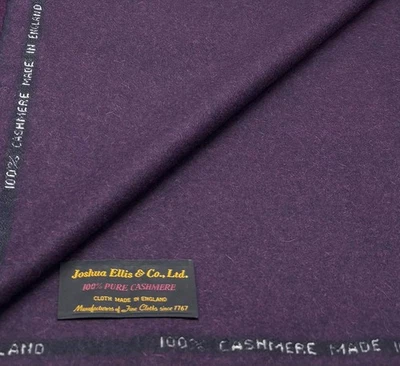 100% CASHMERE MADE IN ENGLAND
Joshua Ellis & Co., Ltd.
100% PURE CASHMERE
CLOTH MADE IN ENGLAND
Manufacturers of Fine Cloths since 1767
LAND 100% CASHMERE MADE